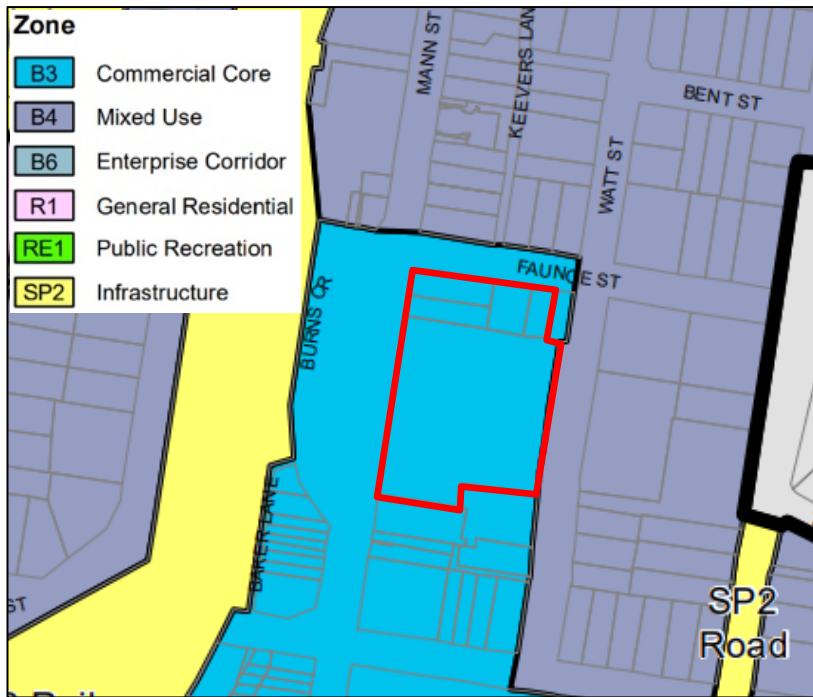 Zone
B3 Commercial Core
B4 Mixed Use
B6 Enterprise Corridor
R1 General Residential
RE1 Public Recreation
SP2 Infrastructure
MANN ST
KEEVERS LAN
BENT ST
WATT ST
FAUNCE ST
BURNS CR
BAKER LANE
ST
SP2
Road